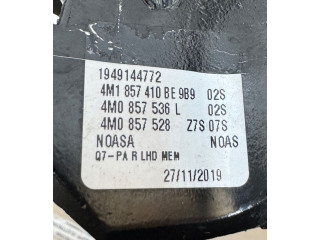 1949144772
4M1 857 410 BE 9B9 02S
4M0 857 536 L 02S
4M0 857 528 Z7S 07S
NOASA NOAS
Q7-PA R LHD MEM
27/11/2019